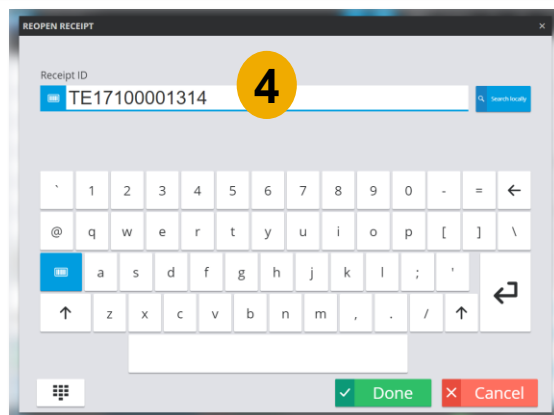 REOPEN RECEIPT ×
Receipt ID
TE17100001314
4
Search locally
` 1 2 3 4 5 6 7 8 9 0 - = ←
@ q w e r t y u i o p [ ] \
a s d f g h j k l ; '
↑ z x c v b n m , . / ↑
Done
Cancel